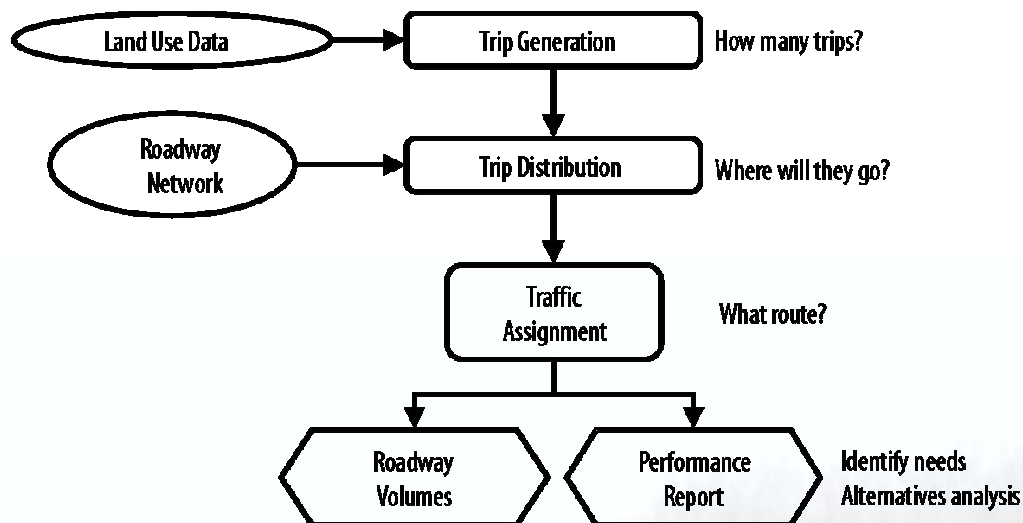 Land Use Data
Trip Generation
How many trips?
Roadway
Network
Trip Distribution
Where will they go?
Traffic
Assignment
What route?
Roadway
Volumes
Performance
Report
Identify needs
Alternatives analysis